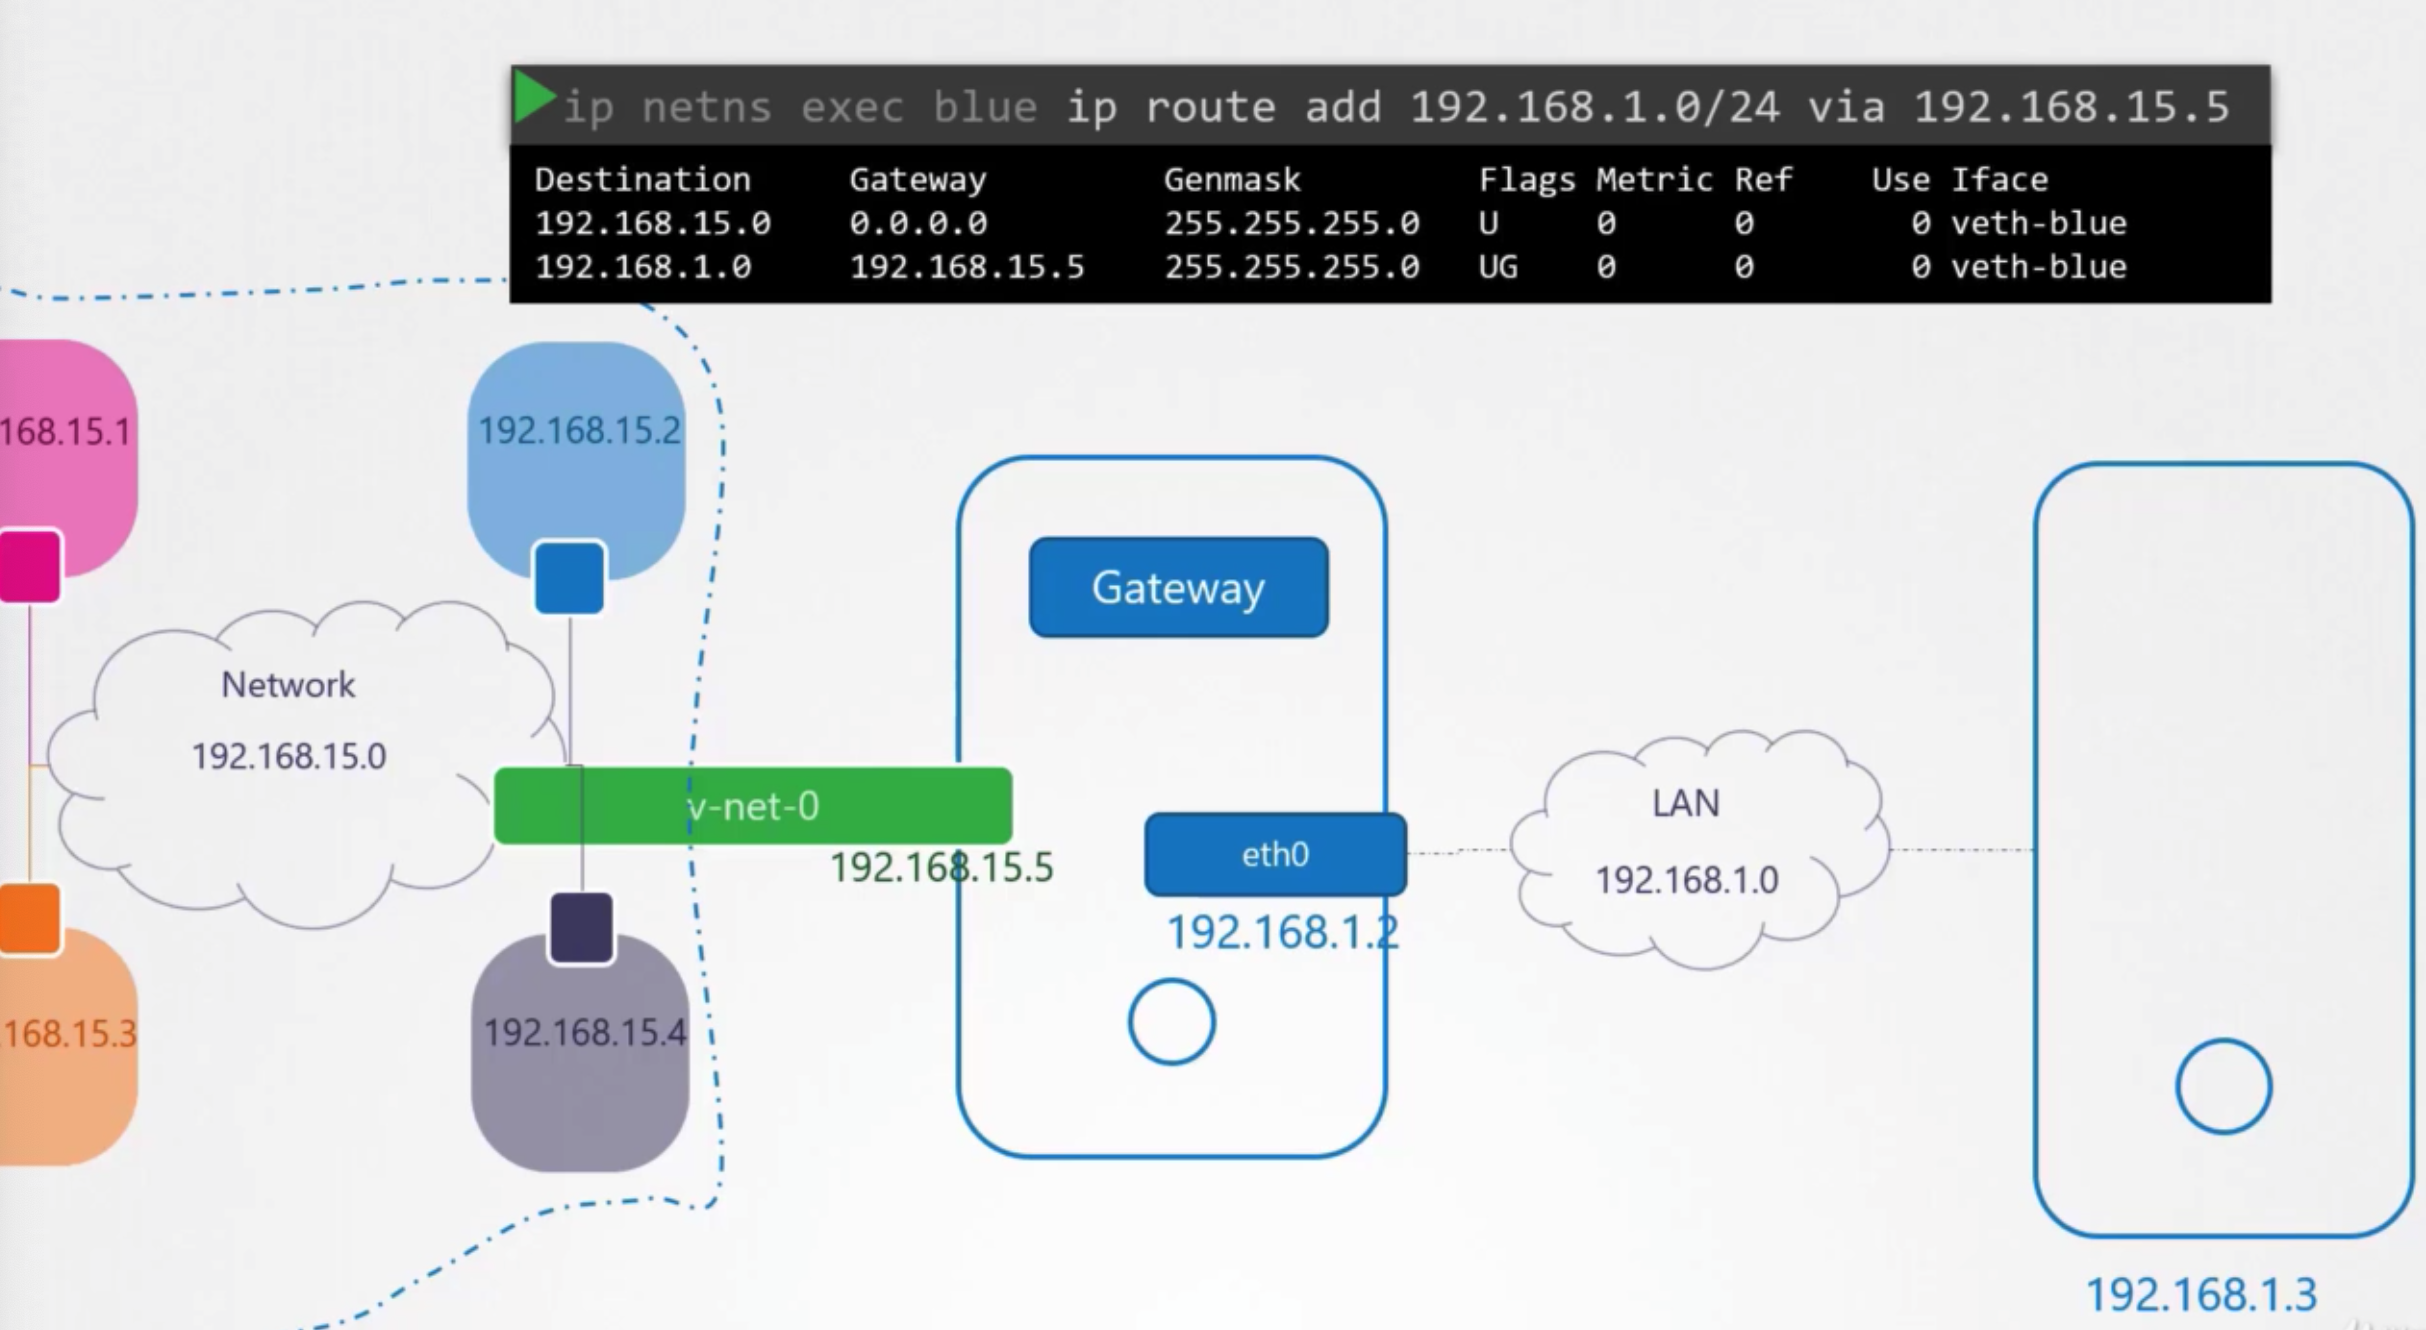 ip netns exec blue ip route add 192.168.1.0/24 via 192.168.15.5
Destination Gateway Genmask Flags Metric Ref Use Iface
192.168.15.0 0.0.0.0 255.255.255.0 U 0 0 0 veth-blue
192.168.1.0 192.168.15.5 255.255.255.0 UG 0 0 0 veth-blue
168.15.1
192.168.15.2
Gateway
Network
192.168.15.0
v-net-0
192.168.15.5
eth0
192.168.1.2
LAN
192.168.1.0
.168.15.3
192.168.15.4
192.168.1.3